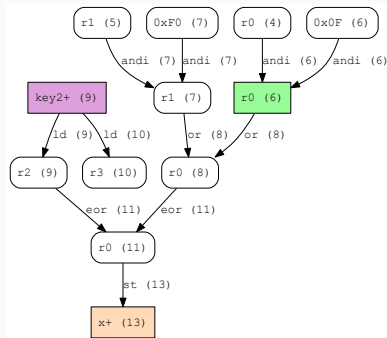 r1 (5) 0xF0 (7) r0 (4) 0x0F (6)
andi (7) andi (7) andi (6) andi (6)
key2+ (9) r1 (7) r0 (6)
ld (9) ld (10) or (8) or (8)
r2 (9) r3 (10) r0 (8)
eor (11) eor (11)
r0 (11)
st (13)
x+ (13)